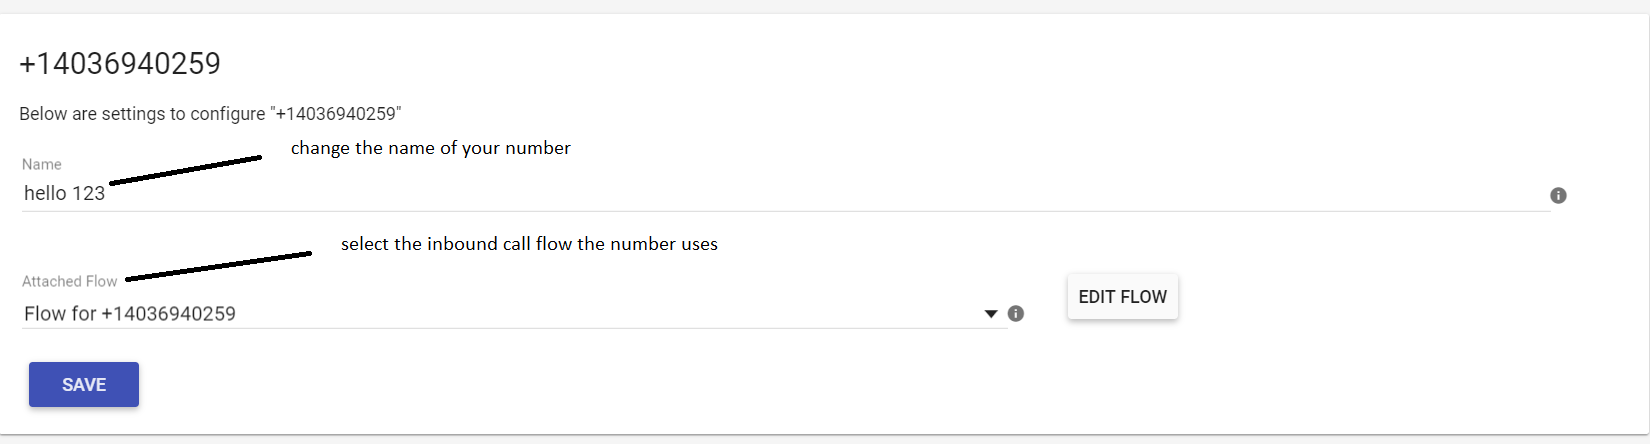 +14036940259
Below are settings to configure "+14036940259"
change the name of your number
Name
hello 123
select the inbound call flow the number uses
Attached Flow
Flow for +14036940259
EDIT FLOW
SAVE